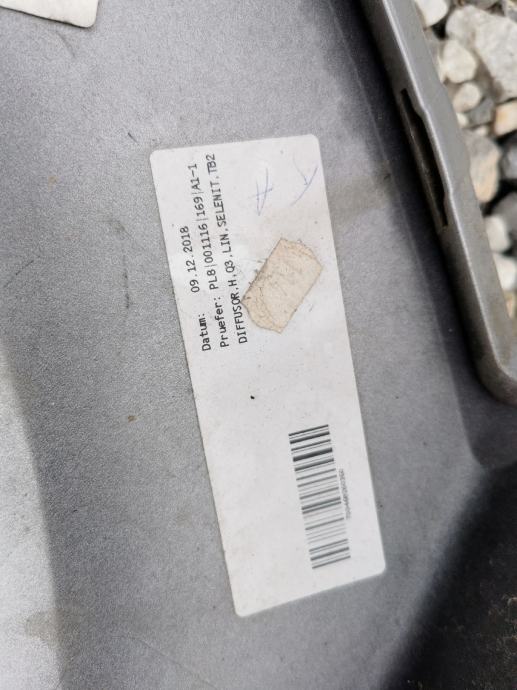 Datum: 09.12.2018
Pruefer: PL8|001116|169|A1-1
DIFFUSOR,H,Q3,LIN,SELENIT,TB2